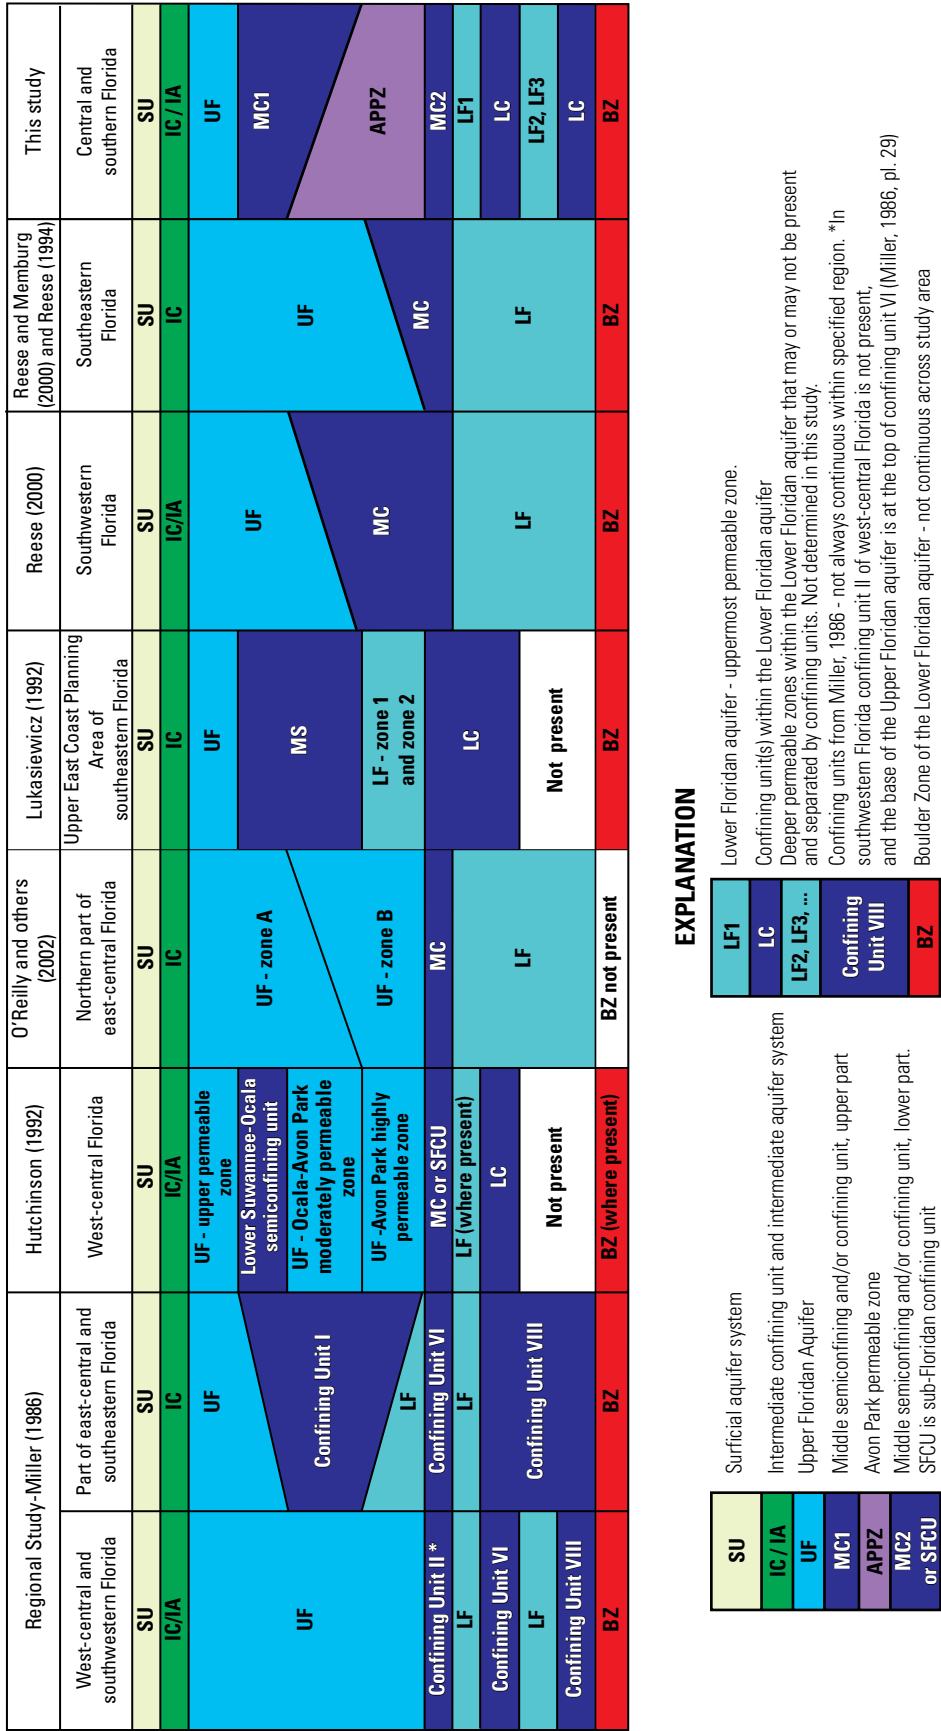 Regional Study-Miller (1986)
West-central and
southwestern Florida
SU
IC/IA
UF
Confining Unit II *
LF
Confining Unit VI
LF
Confining Unit VIII
BZ
Part of east-central and
southeastern Florida
SU
IC
UF
Confining Unit I
LF
Confining Unit VI
LF
Confining Unit VIII
BZ
Hutchinson (1992)
West-central Florida
SU
IC/IA
UF - upper permeable
zone
Lower Suwannee-Ocala
semiconfining unit
UF - Ocala-Avon Park
moderately permeable
zone
UF -Avon Park highly
permeable zone
MC or SFCU
LF (where present)
LC
Not present
BZ (where present)
O'Reilly and others
(2002)
Northern part of
east-central Florida
SU
IC
UF - zone A
UF - zone B
MC
LF
BZ not present
Lukasiewicz (1992)
Upper East Coast Planning
Area of
southeastern Florida
SU
IC
UF
MS
LF - zone 1
and zone 2
LC
Not present
BZ
Reese (2000)
Southwestern
Florida
SU
IC/IA
UF
MC
LF
BZ
Reese and Memburg
(2000) and Reese (1994)
Southeastern
Florida
SU
IC
UF
MC
LF
BZ
This study
Central and
southern Florida
SU
IC / IA
UF
MC1
APPZ
MC2
LF1
LC
LF2, LF3
LC
BZ
EXPLANATION
SU
Surficial aquifer system
IC / IA
Intermediate confining unit and intermediate aquifer system
UF
Upper Floridan Aquifer
MC1
Middle semiconfining and/or confining unit, upper part
APPZ
Avon Park permeable zone
MC2
or SFCU
Middle semiconfining and/or confining unit, lower part.
SFCU is sub-Floridan confining unit
LF1
Lower Floridan aquifer - uppermost permeable zone.
LC
Confining unit(s) within the Lower Floridan aquifer
LF2, LF3, ...
Deeper permeable zones within the Lower Floridan aquifer that may or may not be present
and separated by confining units. Not determined in this study.
Confining
Unit VIII
Confining units from Miller, 1986 - not always continuous within specified region. *In
southwestern Florida confining unit II of west-central Florida is not present,
and the base of the Upper Floridan aquifer is at the top of confining unit VI (Miller, 1986, pl. 29)
BZ
Boulder Zone of the Lower Floridan aquifer - not continuous across study area